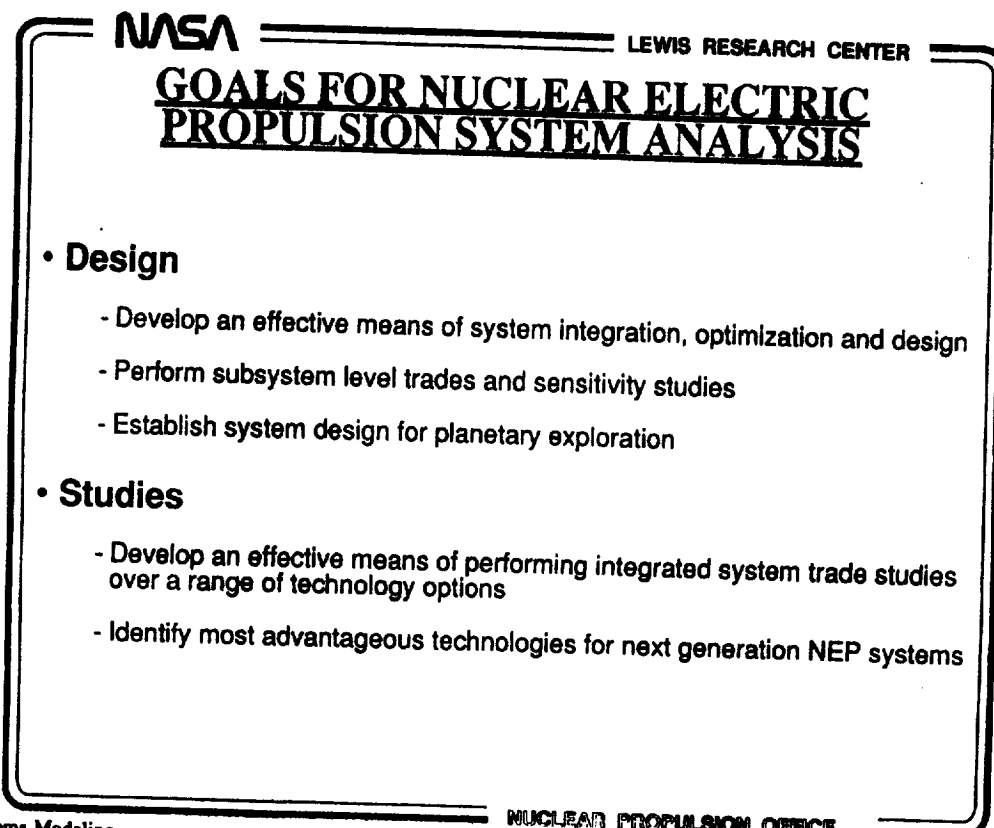 NASA
LEWIS RESEARCH CENTER
GOALS FOR NUCLEAR ELECTRIC
PROPULSION SYSTEM ANALYSIS
• Design
- Develop an effective means of system integration, optimization and design
- Perform subsystem level trades and sensitivity studies
- Establish system design for planetary exploration
• Studies
- Develop an effective means of performing integrated system trade studies
over a range of technology options
- Identify most advantageous technologies for next generation NEP systems
NUCLEAR PROPULSION OFFICE
Modeling